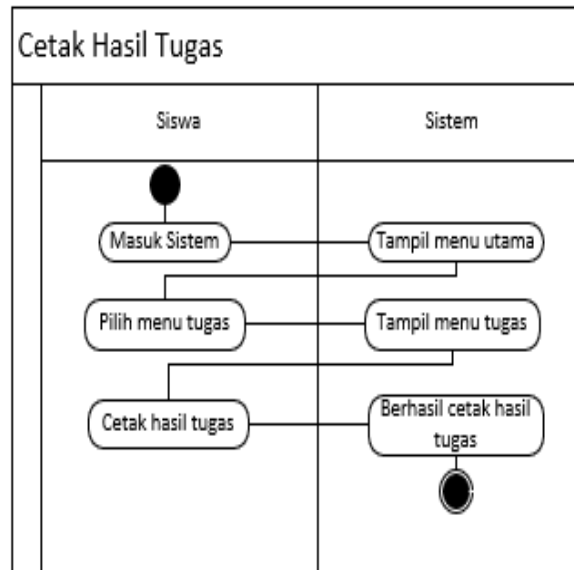 Cetak Hasil Tugas
Siswa
Sistem
Masuk Sistem
Tampil menu utama
Pilih menu tugas
Tampil menu tugas
Cetak hasil tugas
Berhasil cetak hasil
tugas